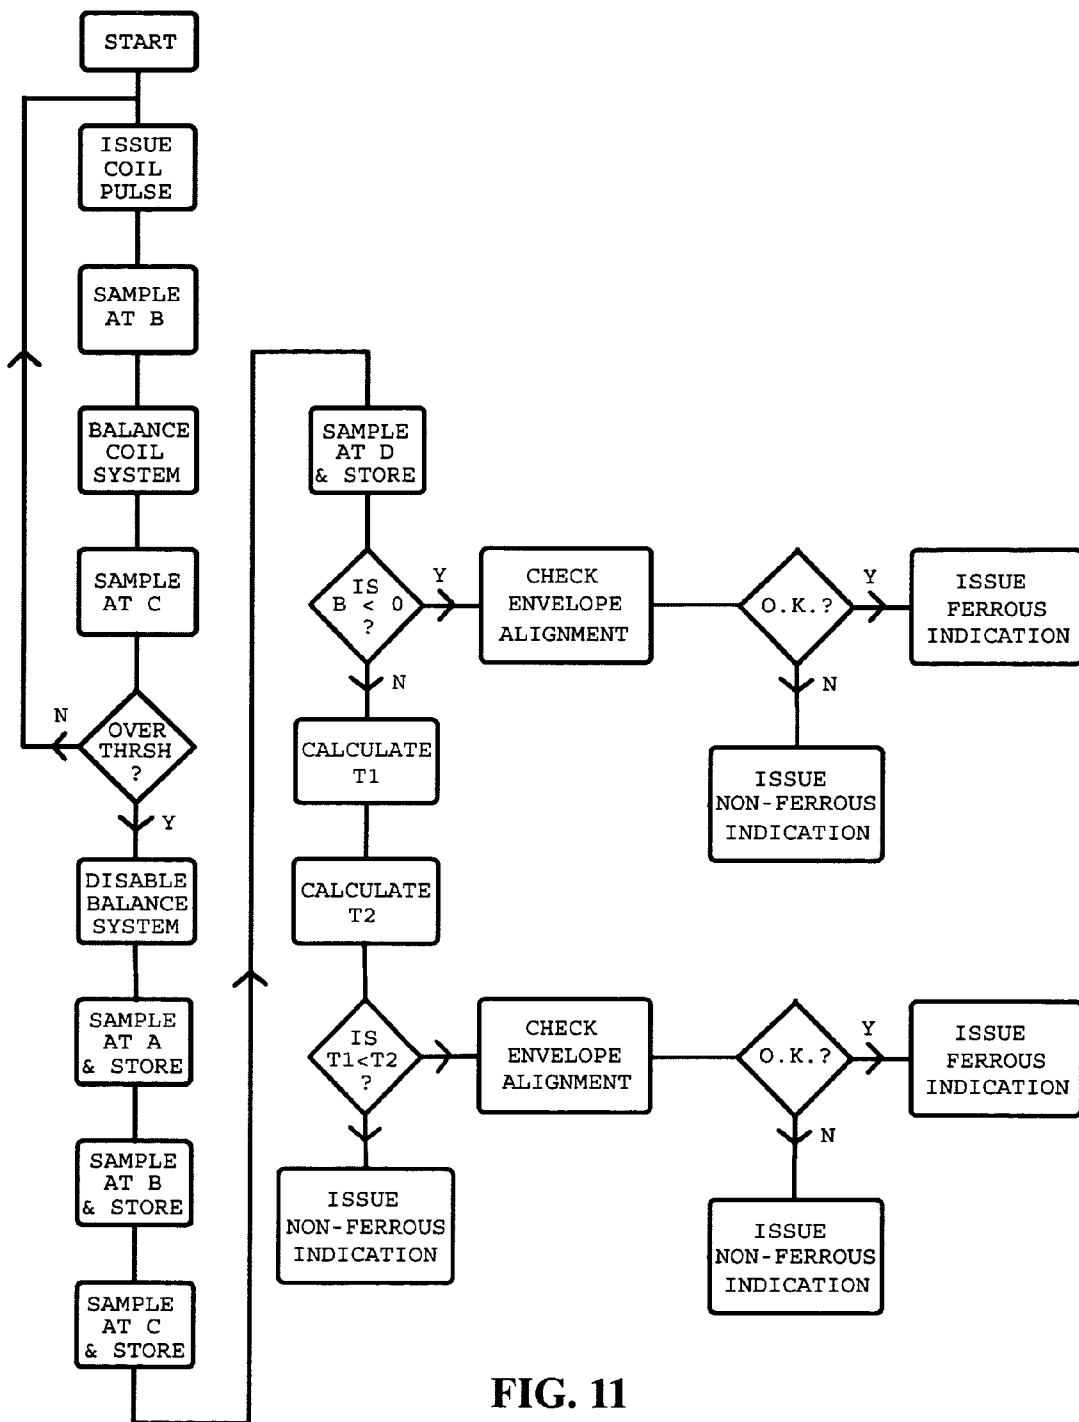 START
ISSUE
COIL
PULSE
SAMPLE
AT B
BALANCE
COIL
SYSTEM
SAMPLE
AT C
OVER
THRSH
?
N
Y
DISABLE
BALANCE
SYSTEM
SAMPLE
AT A
& STORE
SAMPLE
AT B
& STORE
SAMPLE
AT C
& STORE
SAMPLE
AT D
& STORE
IS
B < 0
?
Y
N
CHECK
ENVELOPE
ALIGNMENT
O.K.?
Y
N
ISSUE
FERROUS
INDICATION
ISSUE
NON-FERROUS
INDICATION
CALCULATE
T1
CALCULATE
T2
IS
T1<T2
?
CHECK
ENVELOPE
ALIGNMENT
O.K.?
Y
N
ISSUE
FERROUS
INDICATION
ISSUE
NON-FERROUS
INDICATION
ISSUE
NON-FERROUS
INDICATION
FIG. 11